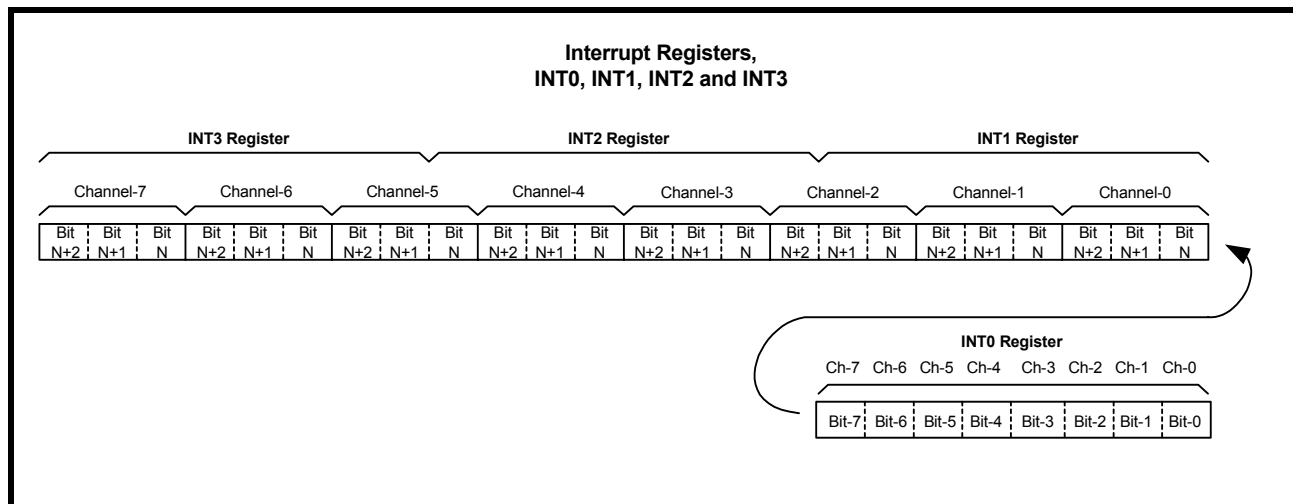 Interrupt Registers,
INT0, INT1, INT2 and INT3
INT3 Register INT2 Register INT1 Register
Channel-7 Channel-6 Channel-5 Channel-4 Channel-3 Channel-2 Channel-1 Channel-0
Bit Bit Bit Bit Bit Bit Bit Bit Bit Bit Bit Bit Bit Bit Bit Bit Bit Bit Bit Bit Bit Bit Bit Bit
N+2 N+1 N N+2 N+1 N N+2 N+1 N N+2 N+1 N N+2 N+1 N N+2 N+1 N N+2 N+1 N N+2 N+1 N
INT0 Register
Ch-7 Ch-6 Ch-5 Ch-4 Ch-3 Ch-2 Ch-1 Ch-0
Bit-7 Bit-6 Bit-5 Bit-4 Bit-3 Bit-2 Bit-1 Bit-0